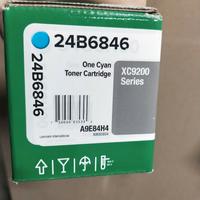 24B6846
24B6846
One Cyan
Toner Cartridge
XC9200
Series
A9E84H4